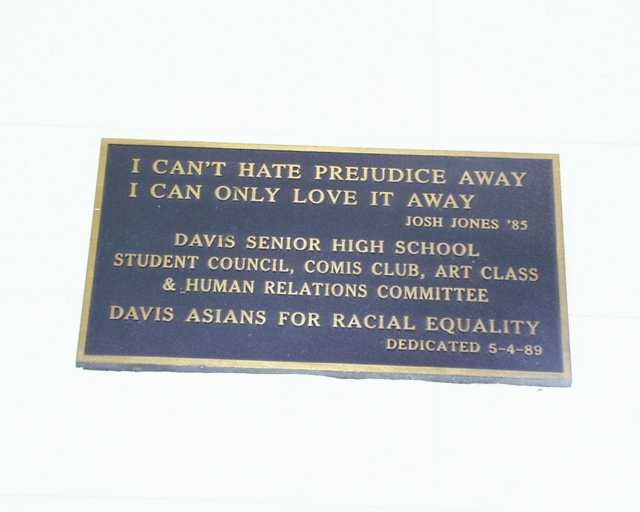 I CAN'T HATE PREJUDICE AWAY
I CAN ONLY LOVE IT AWAY
JOSH JONES '85
DAVIS SENIOR HIGH SCHOOL
STUDENT COUNCIL, COMIS CLUB, ART CLASS
& HUMAN RELATIONS COMMITTEE
DAVIS ASIANS FOR RACIAL EQUALITY
DEDICATED 5-4-89